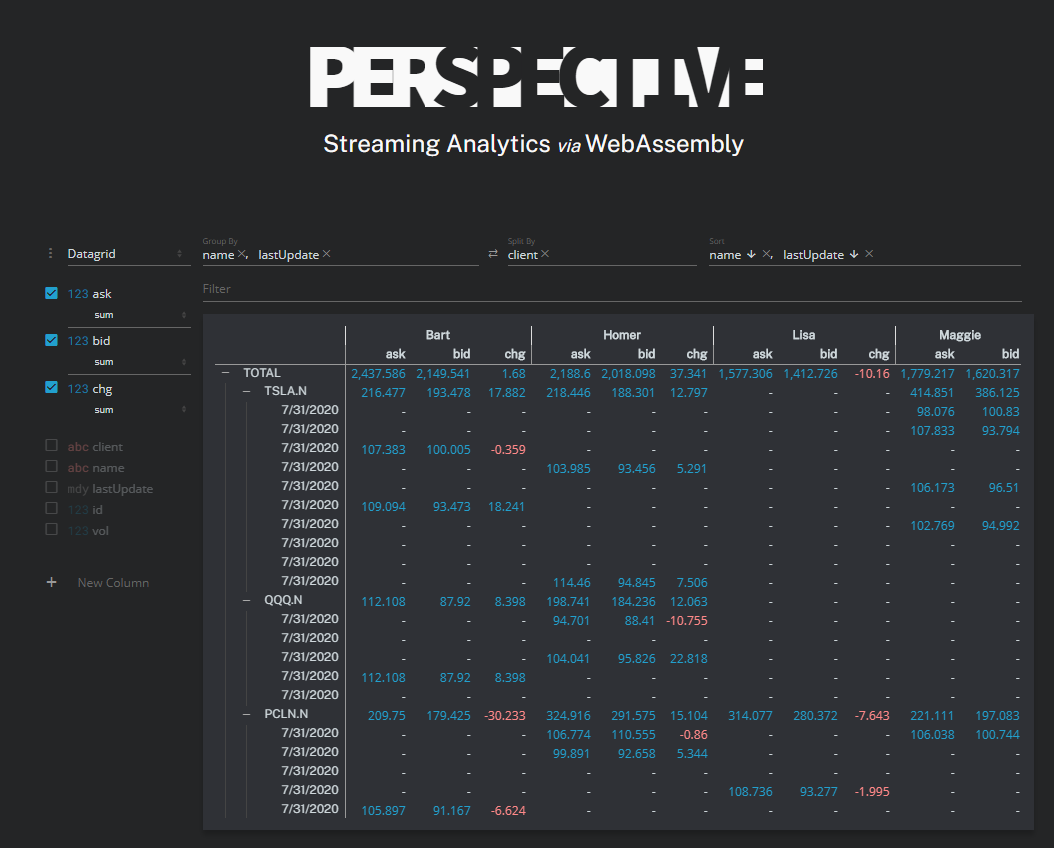 PERSPECTIVE
Streaming Analytics via WebAssembly
Datagrid
Group By
name, lastUpdate
Split By
client
Sort
name ↓, lastUpdate ↓
Filter
123 ask
sum
123 bid
sum
123 chg
sum
abc client
abc name
mdy lastUpdate
123 id
123 vol
+ New Column
Bart Homer Lisa Maggie
ask bid chg ask bid chg ask bid chg ask bid
– TOTAL 2,437.586 2,149.541 1.68 2,188.6 2,018.098 37.341 1,577.306 1,412.726 -10.16 1,779.217 1,620.317
– TSLA.N 216.477 193.478 17.882 218.446 188.301 12.797 - - - 414.851 386.125
7/31/2020 - - - - - - - - - 98.076 100.83
7/31/2020 - - - - - - - - - 107.833 93.794
7/31/2020 107.383 100.005 -0.359 - - - - - - - -
7/31/2020 - - - 103.985 93.456 5.291 - - - - -
7/31/2020 - - - - - - - - - 106.173 96.51
7/31/2020 109.094 93.473 18.241 - - - - - - - -
7/31/2020 - - - - - - - - - 102.769 94.992
7/31/2020 - - - - - - - - - - -
7/31/2020 - - - - - - - - - - -
7/31/2020 - - - 114.46 94.845 7.506 - - - - -
– QQQ.N 112.108 87.92 8.398 198.741 184.236 12.063 - - - - -
7/31/2020 - - - 94.701 88.41 -10.755 - - - - -
7/31/2020 - - - - - - - - - - -
7/31/2020 - - - 104.041 95.826 22.818 - - - - -
7/31/2020 112.108 87.92 8.398 - - - - - - - -
7/31/2020 - - - - - - - - - - -
– PCLN.N 209.75 179.425 -30.233 324.916 291.575 15.104 314.077 280.372 -7.643 221.111 197.083
7/31/2020 - - - 106.774 110.555 -0.86 - - - 106.038 100.744
7/31/2020 - - - 99.891 92.658 5.344 - - - - -
7/31/2020 - - - - - - - - - - -
7/31/2020 - - - - - - 108.736 93.277 -1.995 - -
7/31/2020 105.897 91.167 -6.624 - - - - - - - -